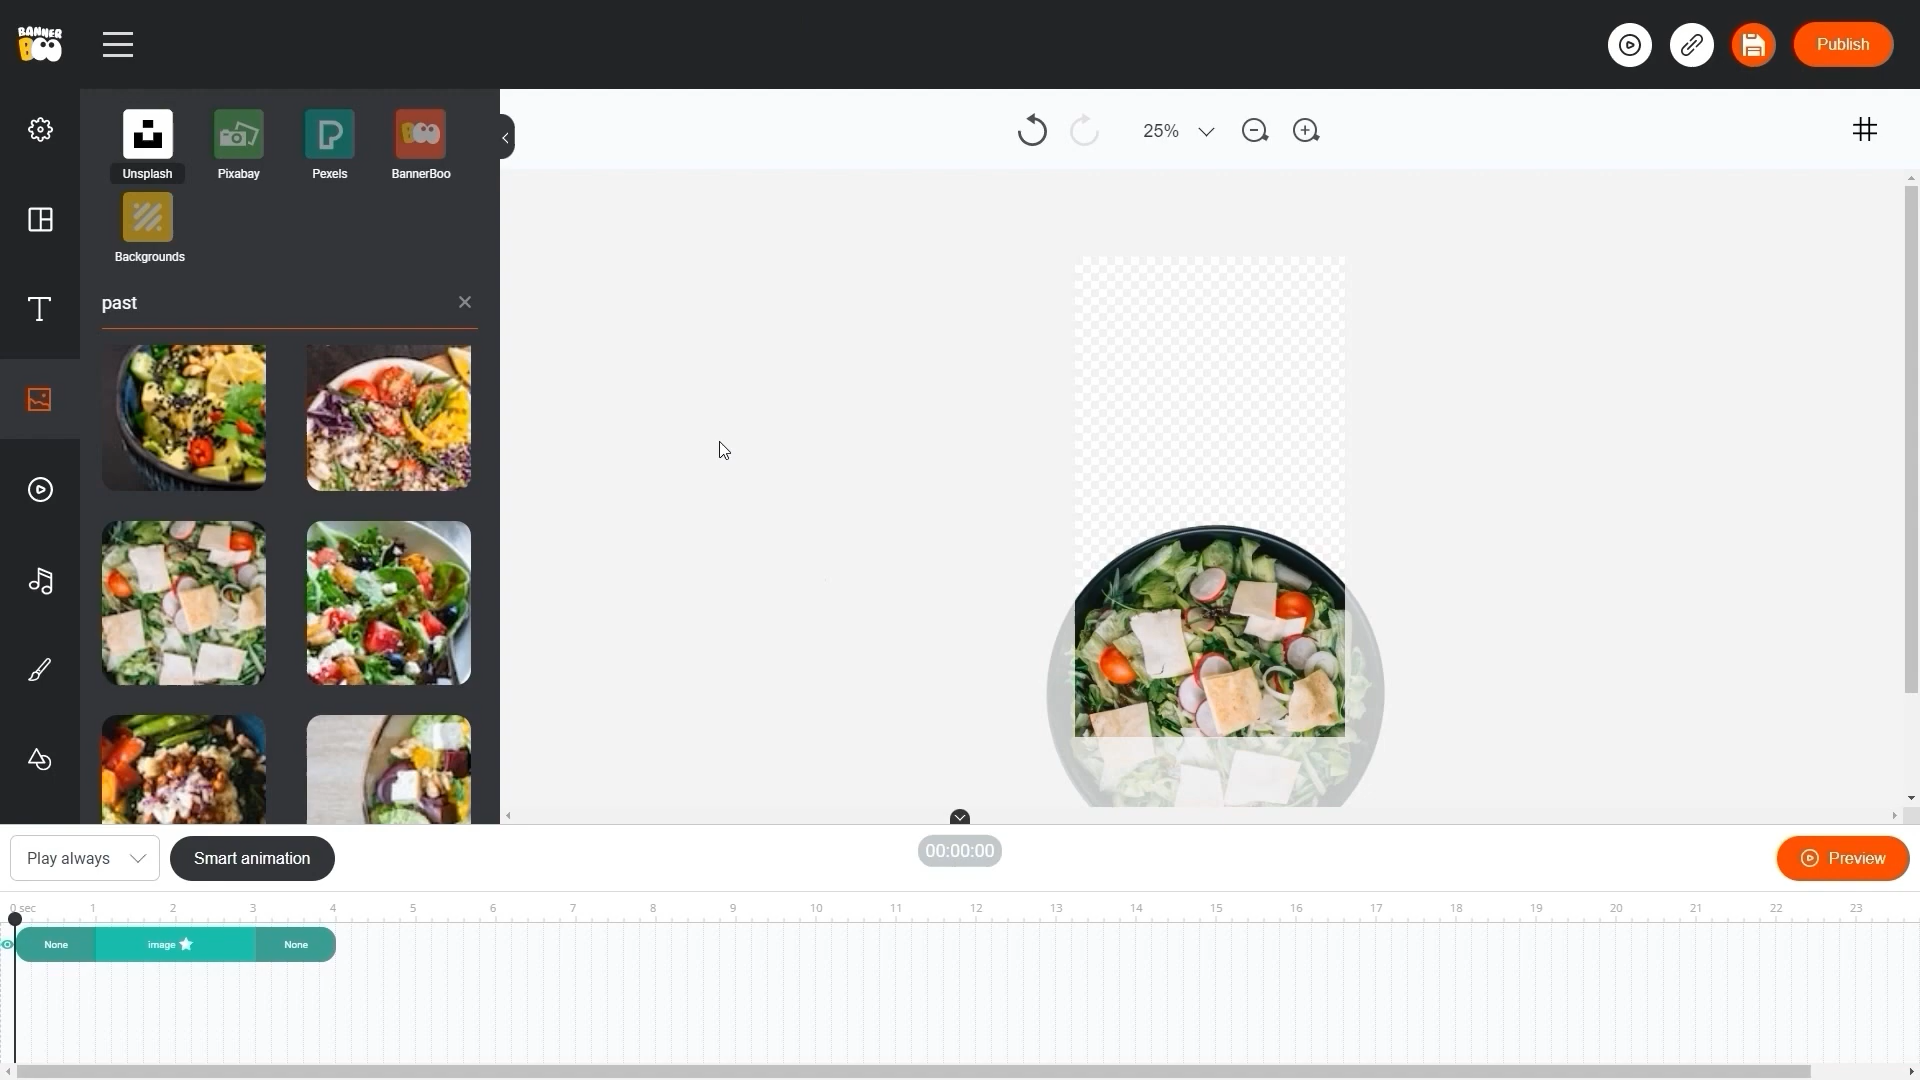 BANNER
BOO
Publish
25%
Unsplash
Pixabay
Pexels
BannerBoo
Backgrounds
past
Play always
Smart animation
00:00:00
Preview
0 sec 1 2 3 4 5 6 7 8 9 10 11 12 13 14 15 16 17 18 19 20 21 22 23
None image None